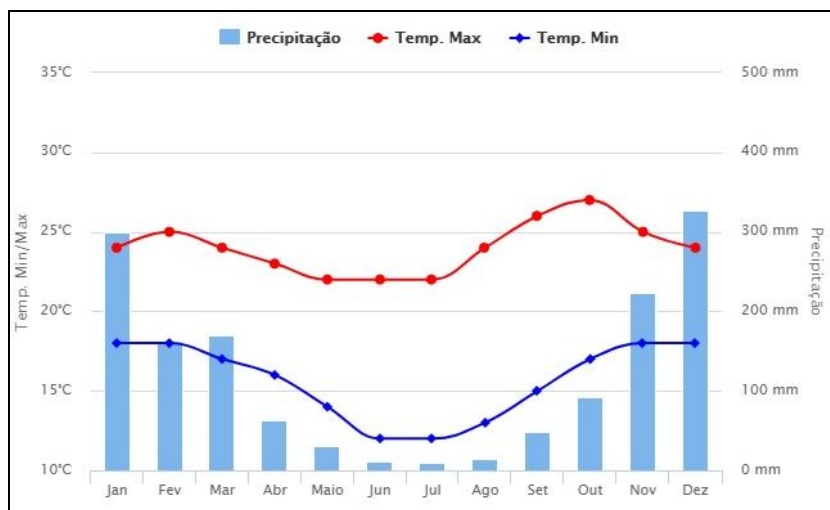 Precipitação Temp. Max Temp. Min
35°C 500 mm
30°C 400 mm
25°C 300 mm
20°C 200 mm
15°C 100 mm
10°C 0 mm
Temp. Min/Max
Precipitação
Jan Fev Mar Abr Maio Jun Jul Ago Set Out Nov Dez